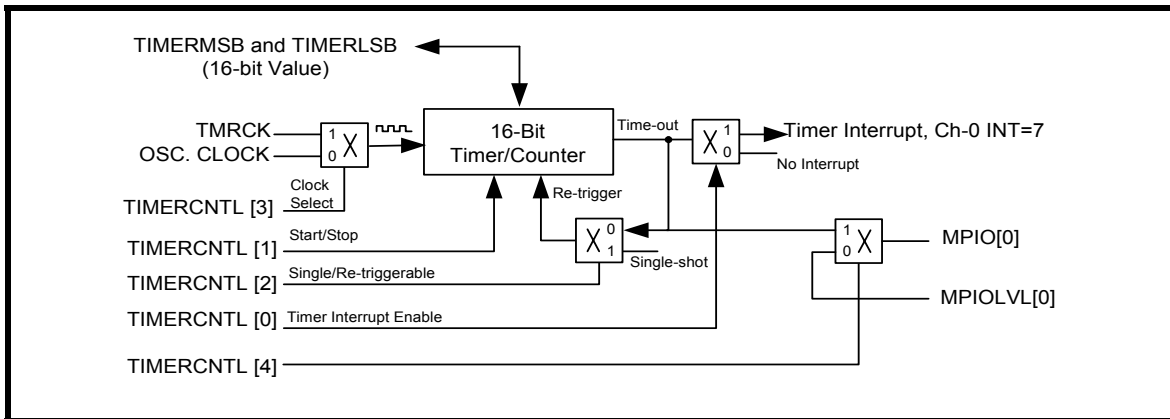 TIMERMSB and TIMERLSB
(16-bit Value)
TMRCK
OSC. CLOCK
1
0
X
Clock
Select
16-Bit
Timer/Counter
Time-out
X
1
0
Timer Interrupt, Ch-0 INT=7
No Interrupt
Re-trigger
TIMERCNTL [3]
TIMERCNTL [1]
Start/Stop
X
0
1
Single-shot
1
0
X
MPIO[0]
TIMERCNTL [2]
Single/Re-triggerable
MPIOLVL[0]
TIMERCNTL [0]
Timer Interrupt Enable
TIMERCNTL [4]